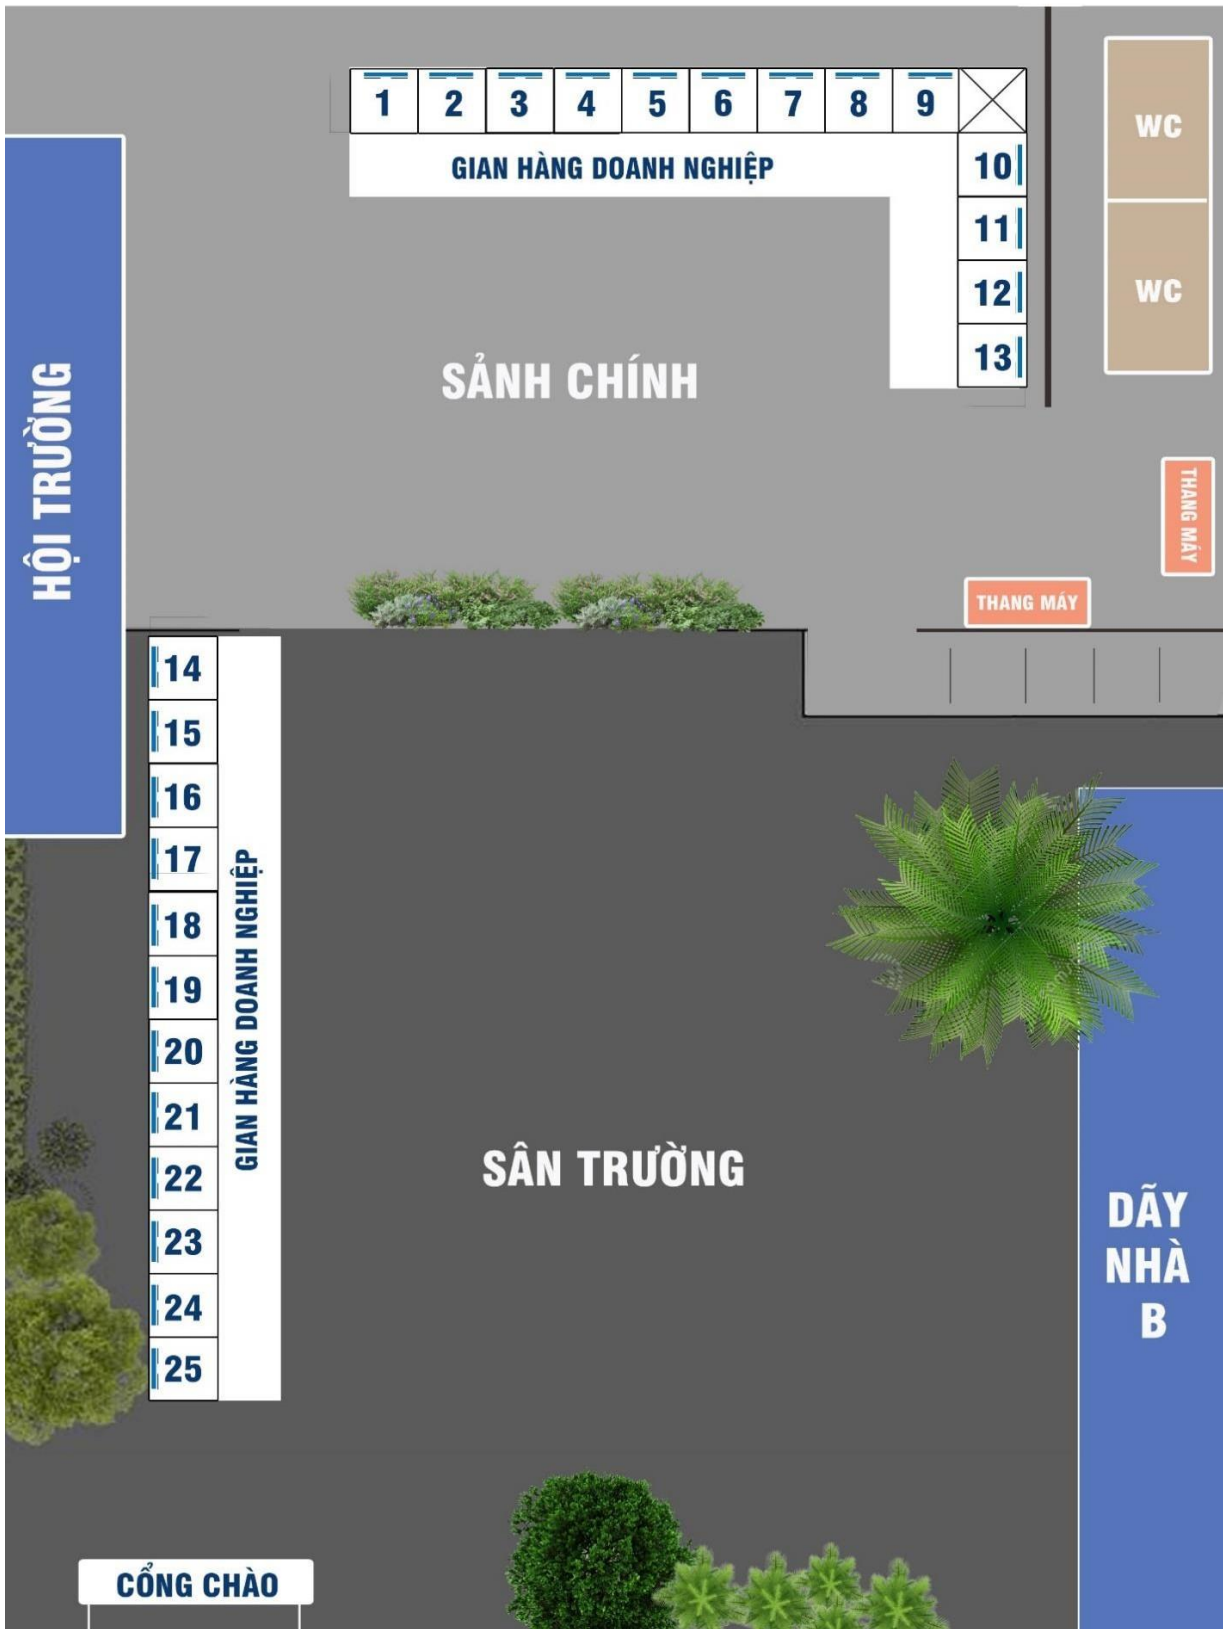 1 2 3 4 5 6 7 8 9
WC
GIAN HÀNG DOANH NGHIỆP
10
11
12
13
WC
SẢNH CHÍNH
HỘI TRƯỜNG
THANG MÁY
THANG MÁY
14
15
16
17
18
19
20
21
22
23
24
25
GIAN HÀNG DOANH NGHIỆP
SÂN TRƯỜNG
DÃY
NHÀ
B
CỔNG CHÀO